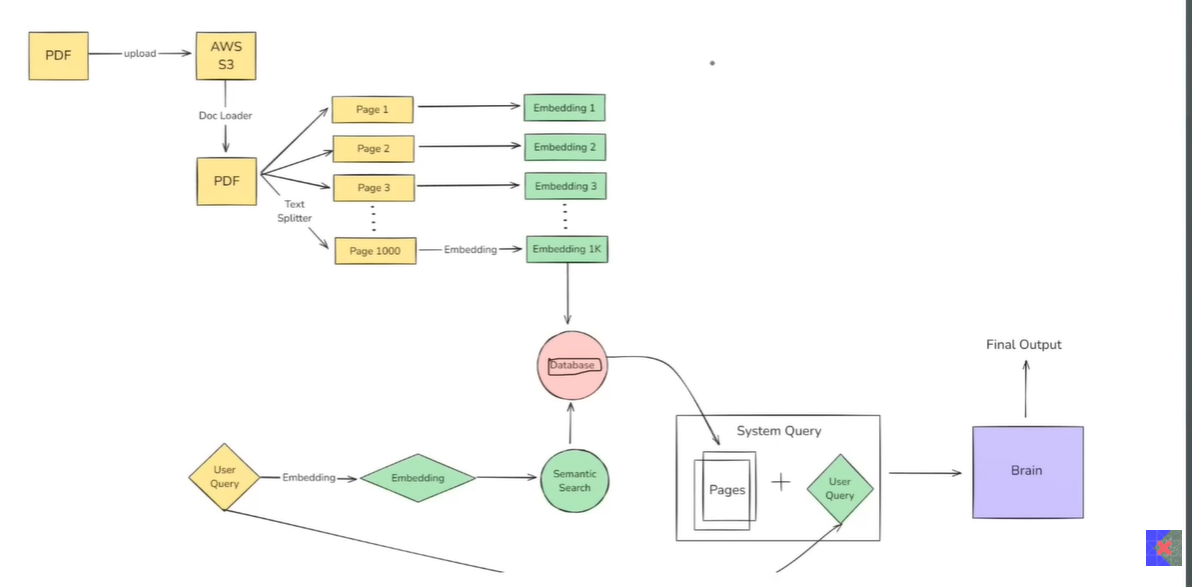 PDF
upload
AWS
S3
Doc Loader
PDF
Text
Splitter
Page 1
Page 2
Page 3
Page 1000
Embedding
Embedding 1
Embedding 2
Embedding 3
Embedding 1K
Database
User
Query
Embedding
Embedding
Semantic
Search
System Query
Pages
+
User
Query
Brain
Final Output